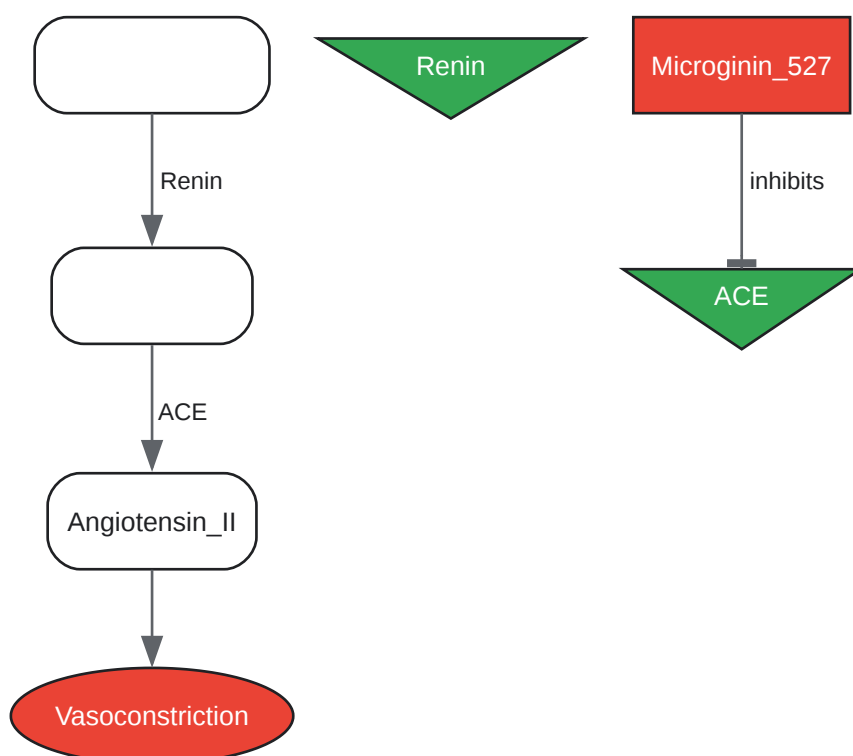 Renin
Microginin_527
Renin
inhibits
ACE
ACE
Angiotensin_II
Vasoconstriction